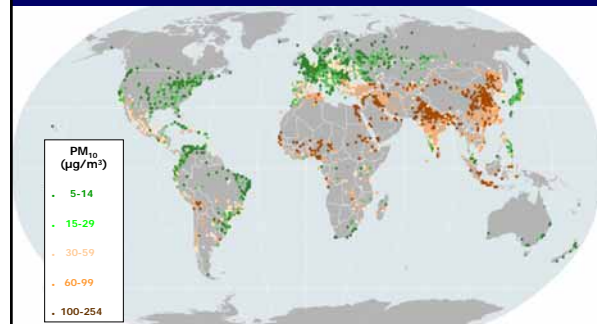 PM10
(µg/m³)
. 5-14
. 15-29
. 30-59
. 60-99
. 100-254